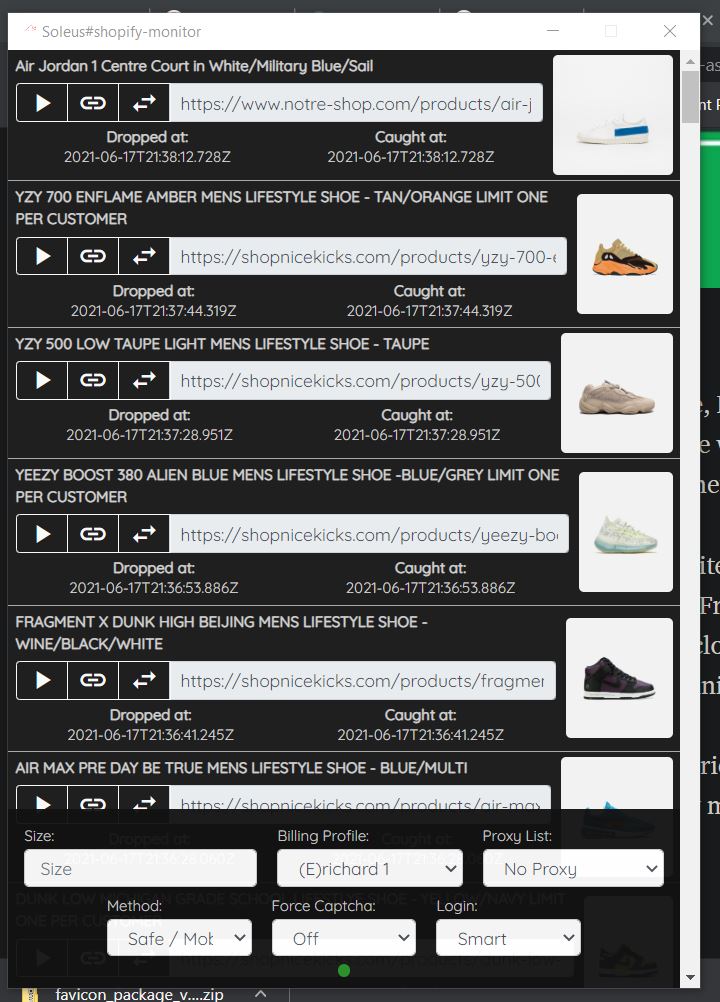 Soleus#shopify-monitor
Air Jordan 1 Centre Court in White/Military Blue/Sail
https://www.notre-shop.com/products/air-j
Dropped at: Caught at:
2021-06-17T21:38:12.728Z 2021-06-17T21:38:12.728Z
YZY 700 ENFLAME AMBER MENS LIFESTYLE SHOE - TAN/ORANGE LIMIT ONE
PER CUSTOMER
https://shopnicekicks.com/products/yzy-700-e
Dropped at: Caught at:
2021-06-17T21:37:44.319Z 2021-06-17T21:37:44.319Z
YZY 500 LOW TAUPE LIGHT MENS LIFESTYLE SHOE - TAUPE
https://shopnicekicks.com/products/yzy-500
Dropped at: Caught at:
2021-06-17T21:37:28.951Z 2021-06-17T21:37:28.951Z
YEEZY BOOST 380 ALIEN BLUE MENS LIFESTYLE SHOE -BLUE/GREY LIMIT ONE
PER CUSTOMER
https://shopnicekicks.com/products/yeezy-boo
Dropped at: Caught at:
2021-06-17T21:36:53.886Z 2021-06-17T21:36:53.886Z
FRAGMENT X DUNK HIGH BEIJING MENS LIFESTYLE SHOE -
WINE/BLACK/WHITE
https://shopnicekicks.com/products/fragmen
Dropped at: Caught at:
2021-06-17T21:36:41.245Z 2021-06-17T21:36:41.245Z
AIR MAX PRE DAY BE TRUE MENS LIFESTYLE SHOE - BLUE/MULTI
https://shopnicekicks.com/products/air-max
Dropped at: Caught at:
2021-06-17T21:36:28.060Z
Size: Billing Profile: Proxy List:
Size (E)richard 1 No Proxy
DUNK LOW MICHIGAN GRADE SCHOOL LIFESTYLE SHOE - YELLOW/NAVY LIMIT
ONE PER CUSTOMER
Method: Force Captcha: Login:
Safe / Mob Off Smart
favicon_package_v....zip